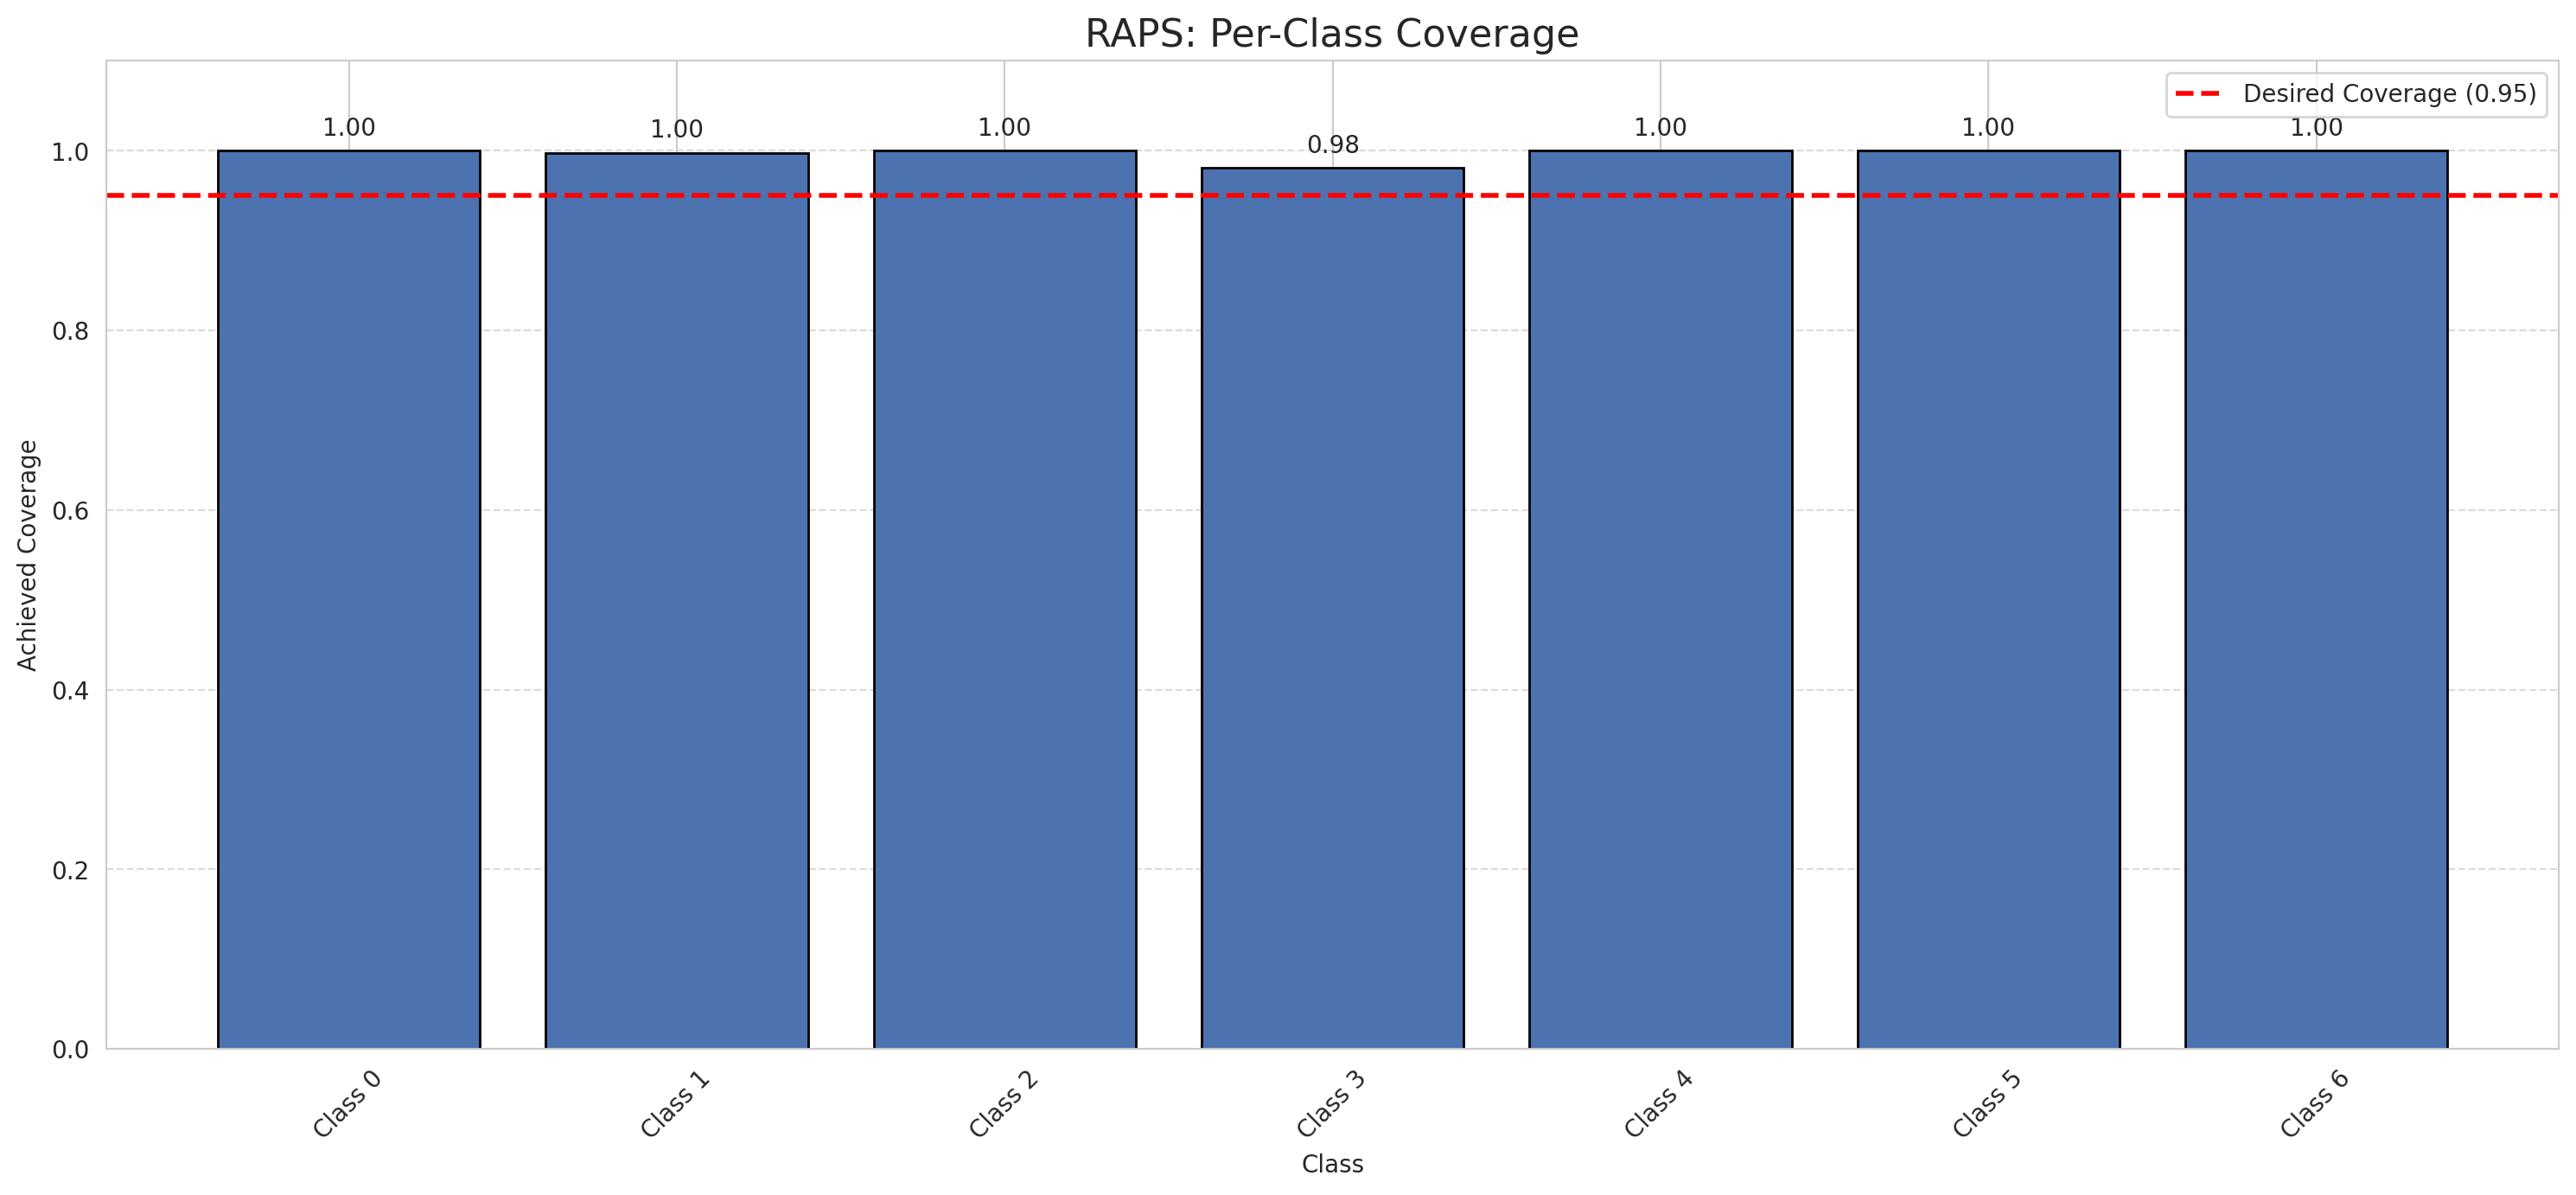 RAPS: Per-Class Coverage
Desired Coverage (0.95)
1.00
1.00
1.00
0.98
1.00
1.00
1.00
1.0
0.8
0.6
0.4
0.2
0.0
Achieved Coverage
Class 0
Class 1
Class 2
Class 3
Class 4
Class 5
Class 6
Class